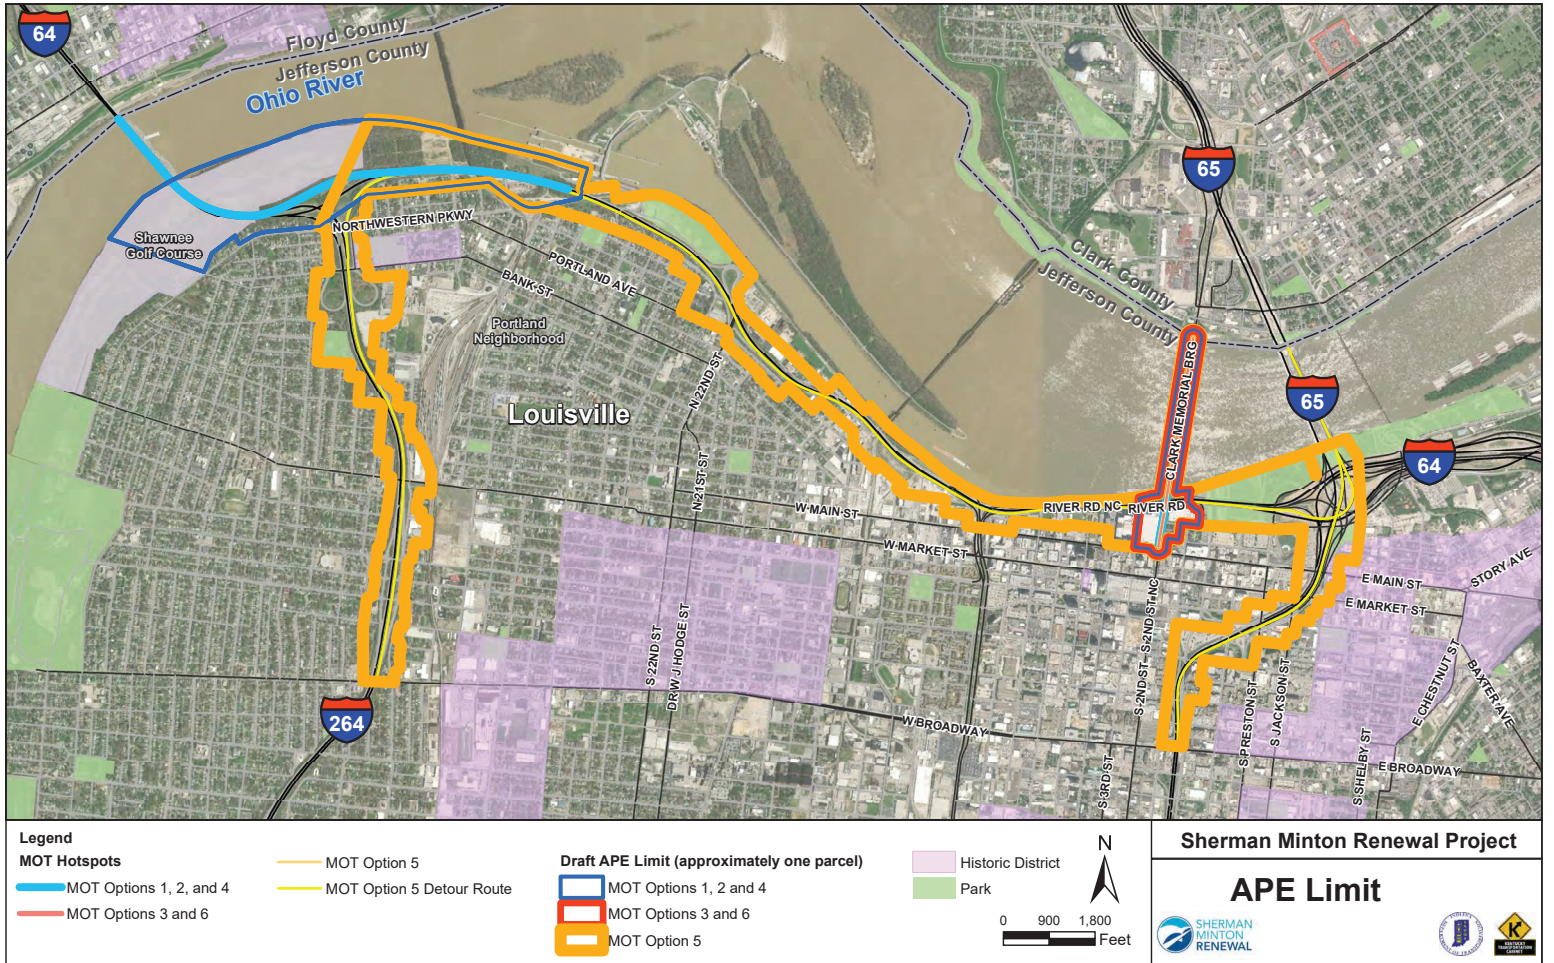 64
Floyd County
Jefferson County
Ohio River
65
Clark County
Jefferson County
Shawnee
Golf Course
NORTHWESTERN PKWY
PORTLAND AVE
BANK ST
Portland
Neighborhood
N 22ND ST
Louisville
N 21ST ST
CLARK MEMORIAL BRG
65
64
W MAIN ST
RIVER RD NC
RIVER RD
W MARKET ST
E MAIN ST
STORY AVE
E MARKET ST
S 2ND ST NC
S 2ND ST
S 22ND ST
DR W J HODGE ST
S PRESTON ST
S JACKSON ST
E CHESTNUT ST
BAXTER AVE
264
W BROADWAY
S 3RD ST
S SHELBY ST
E BROADWAY
Legend
MOT Hotspots
MOT Options 1, 2, and 4
MOT Options 3 and 6
MOT Option 5
MOT Option 5 Detour Route
Draft APE Limit (approximately one parcel)
MOT Options 1, 2 and 4
MOT Options 3 and 6
MOT Option 5
Historic District
Park
N
0 900 1,800
Feet
Sherman Minton Renewal Project
APE Limit
SHERMAN
MINTON
RENEWAL
KENTUCKY
TRANSPORTATION
CABINET